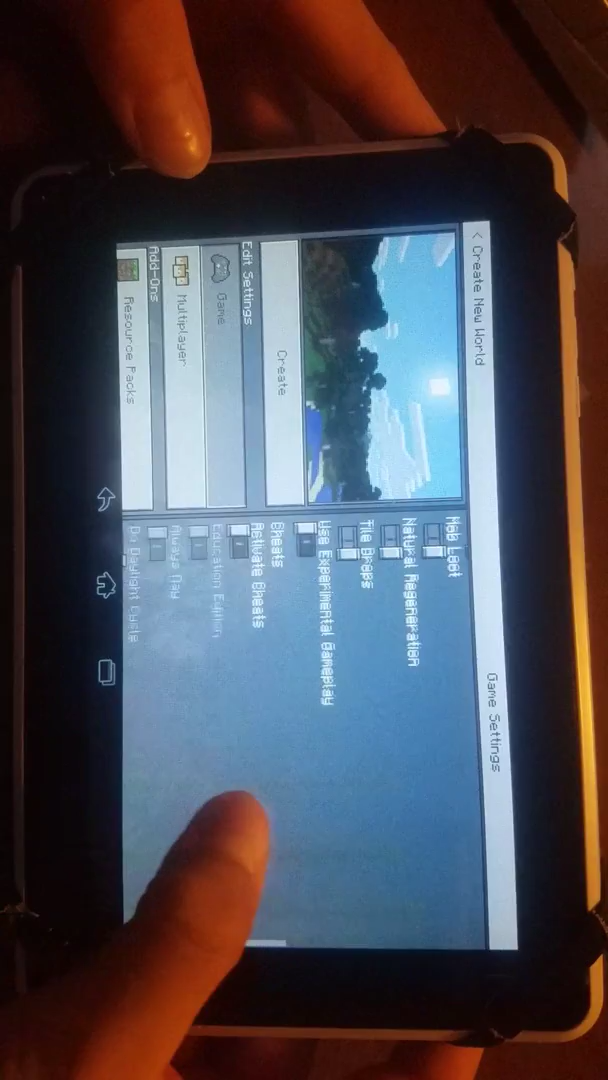 < Create New World
Game Settings
Create
Edit Settings
Game
Multiplayer
Add-Ons
Resource Packs
Mob Loot
Natural Regeneration
Tile Drops
Use Experimental Gameplay
Cheats
Activate Cheats
Education Edition
Always Day
Do Daylight Cycle